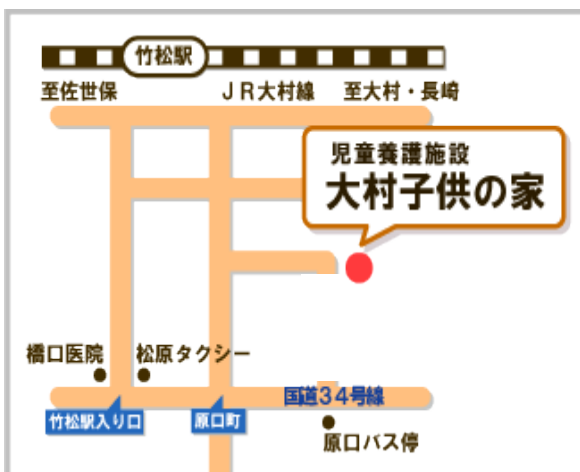 竹松駅
至佐世保
JR大村線
至大村・長崎
児童養護施設
大村子供の家
橋口医院
松原タクシー
国道34号線
竹松駅入り口
原口町
原口バス停